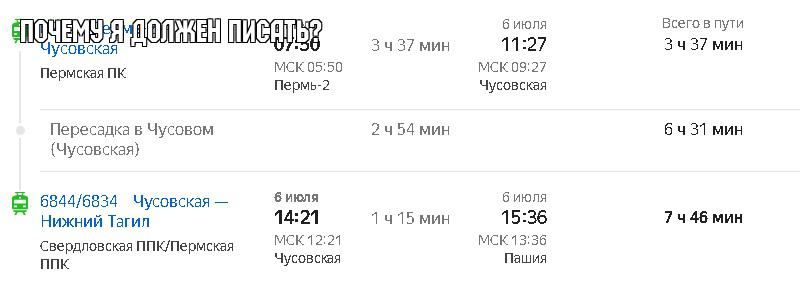 ПОЧЕМУ Я ДОЛЖЕН ПИСАТЬ?
Чусовская
Пермская ПК
07:50
МСК 05:50
Пермь-2
3 ч 37 мин
6 июля
11:27
МСК 09:27
Чусовская
Всего в пути
3 ч 37 мин
Пересадка в Чусовом
(Чусовская)
2 ч 54 мин
6 ч 31 мин
6844/6834 Чусовская —
Нижний Тагил
Свердловская ППК/Пермская
ППК
6 июля
14:21
МСК 12:21
Чусовская
1 ч 15 мин
6 июля
15:36
МСК 13:36
Пашия
7 ч 46 мин